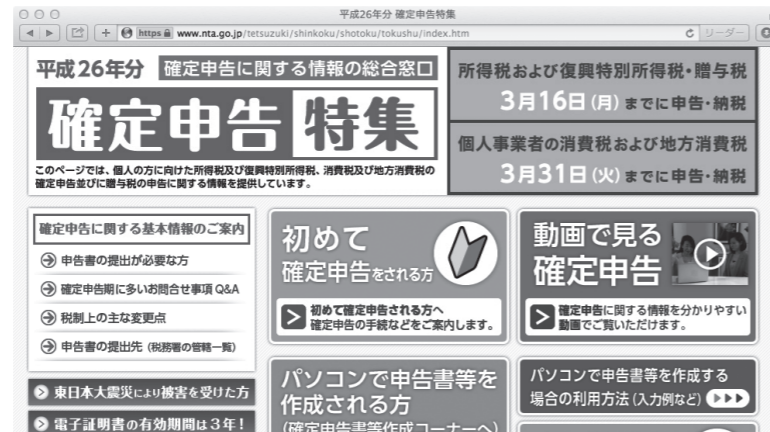 平成26年分 確定申告特集
https www.nta.go.jp/tetsuzuki/shinkoku/shotoku/tokushu/index.htm
リーダー
平成26年分 確定申告に関する情報の総合窓口
確定申告 特集
このページでは、個人の方に向けた所得税及び復興特別所得税、消費税及び地方消費税の
確定申告並びに贈与税の申告に関する情報を提供しています。
所得税および復興特別所得税・贈与税
3月16日(月)までに申告・納税
個人事業者の消費税および地方消費税
3月31日(火)までに申告・納税
確定申告に関する基本情報のご案内
申告書の提出が必要な方
確定申告期に多いお問合せ事項 Q&A
税制上の主な変更点
申告書の提出先 (税務署の管轄一覧)
東日本大震災により被害を受けた方
電子証明書の有効期間は3年!
初めて
確定申告をされる方
初めて確定申告される方へ
確定申告の手続などをご案内します。
動画で見る
確定申告
確定申告に関する情報を分かりやすい
動画でご覧いただけます。
パソコンで申告書等を
作成される方
(確定申告書等作成コーナーへ)
パソコンで申告書等を作成する
場合の利用方法 (入力例など)